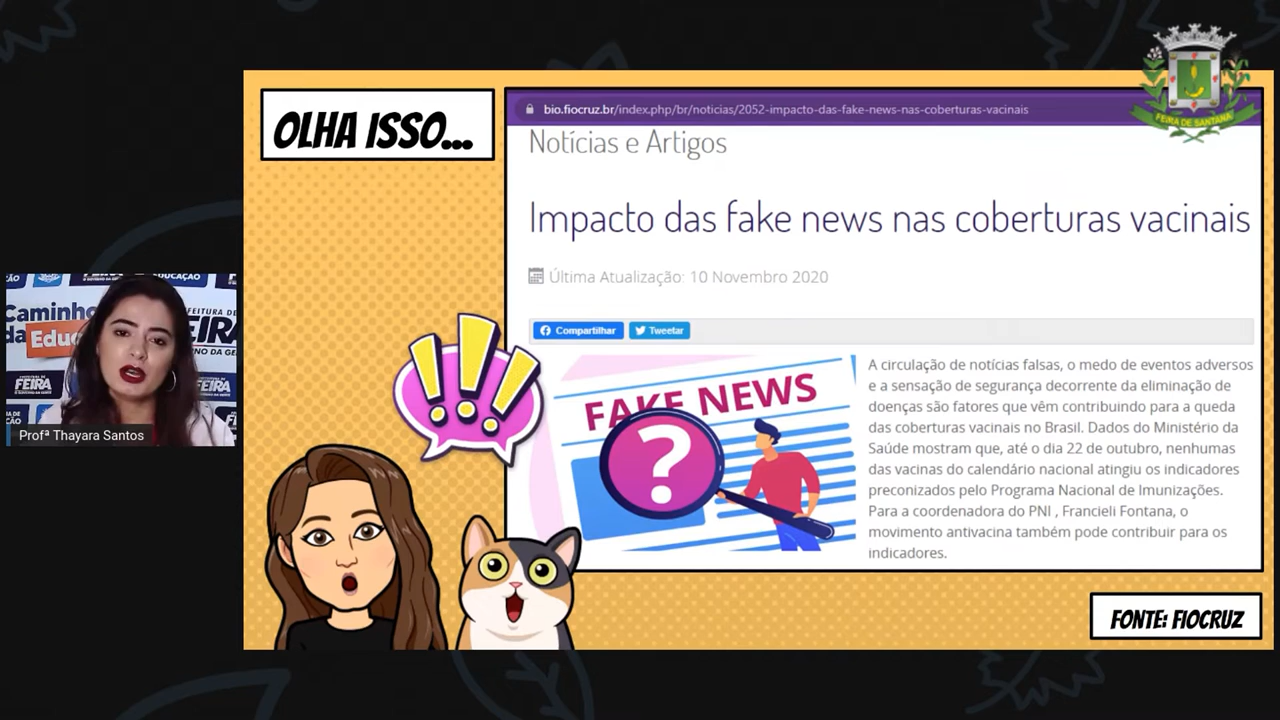 OLHA ISSO...
bio.fiocruz.br/index.php/br/noticias/2052-impacto-das-fake-news-nas-coberturas-vacinais
FEIRA DE SANTANA
Notícias e Artigos
Impacto das fake news nas coberturas vacinais
Última Atualização: 10 Novembro 2020
Compartilhar
Tweetar
FAKE NEWS
?
A circulação de notícias falsas, o medo de eventos adversos
e a sensação de segurança decorrente da eliminação de
doenças são fatores que vêm contribuindo para a queda
das coberturas vacinais no Brasil. Dados do Ministério da
Saúde mostram que, até o dia 22 de outubro, nenhumas
das vacinas do calendário nacional atingiu os indicadores
preconizados pelo Programa Nacional de Imunizações.
Para a coordenadora do PNI , Francieli Fontana, o
movimento antivacina também pode contribuir para os
indicadores.
!!!
Caminho
da Edu
FEIRA
FEIRA
Profª Thayara Santos
FONTE: FIOCRUZ